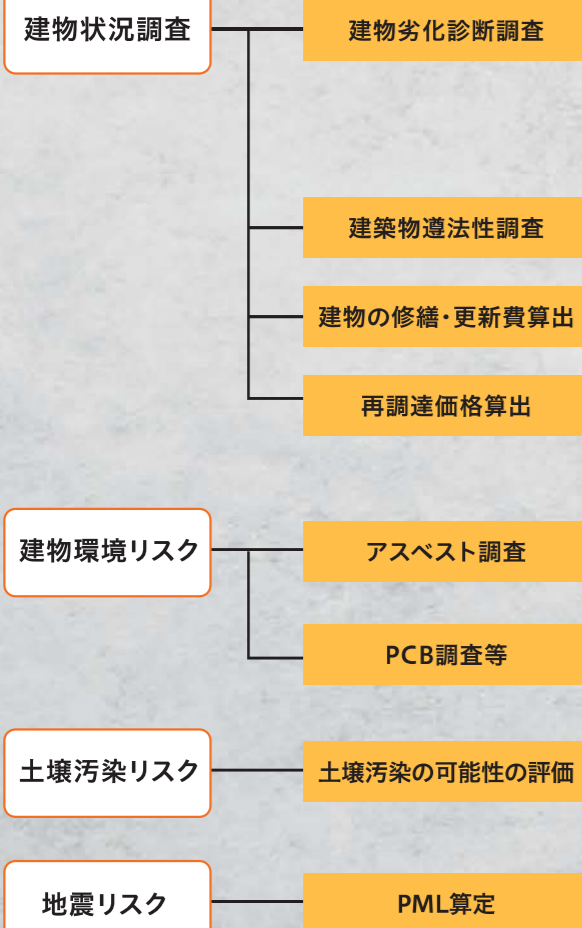 建物状況調査
建物劣化診断調査
建築物遵法性調査
建物の修繕・更新費算出
再調達価格算出
建物環境リスク
アスベスト調査
PCB調査等
土壌汚染リスク
土壌汚染の可能性の評価
地震リスク
PML算定